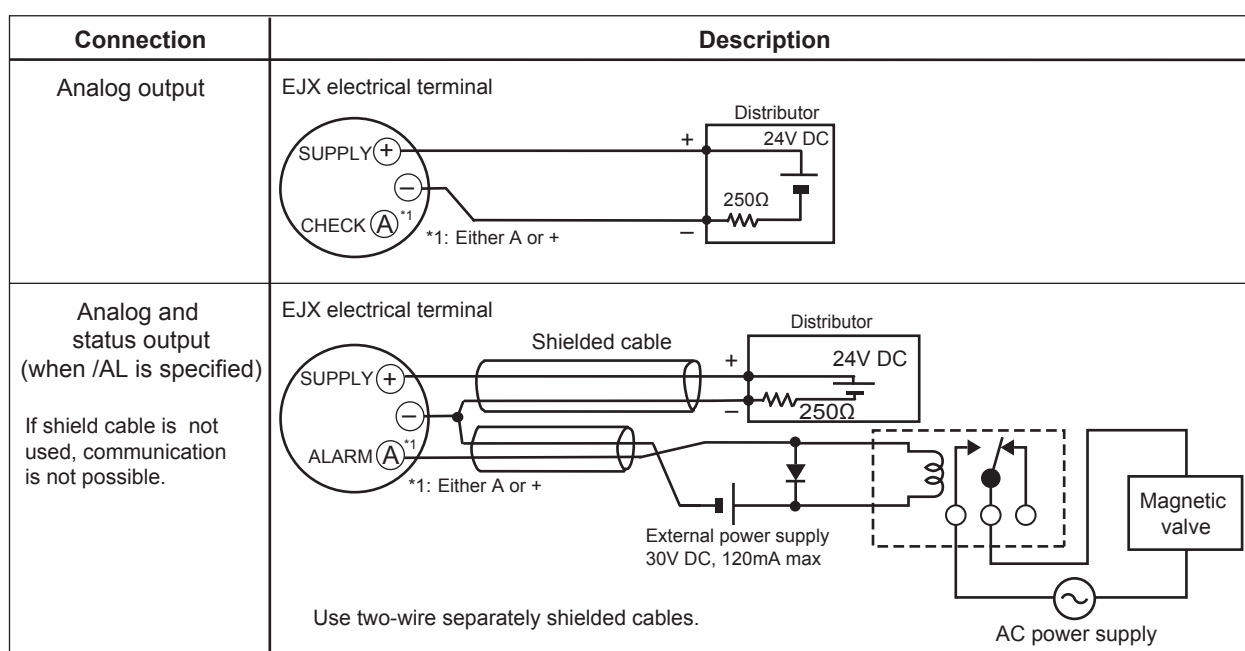 Connection
Description
Analog output
EJX electrical terminal
Distributor
24V DC
SUPPLY +
+
−
250Ω
CHECK A *1
−
*1: Either A or +
Analog and
status output
(when /AL is specified)
If shield cable is not
used, communication
is not possible.
EJX electrical terminal
Distributor
Shielded cable
+
24V DC
SUPPLY +
−
−
250Ω
ALARM A *1
*1: Either A or +
External power supply
30V DC, 120mA max
Magnetic
valve
Use two-wire separately shielded cables.
AC power supply